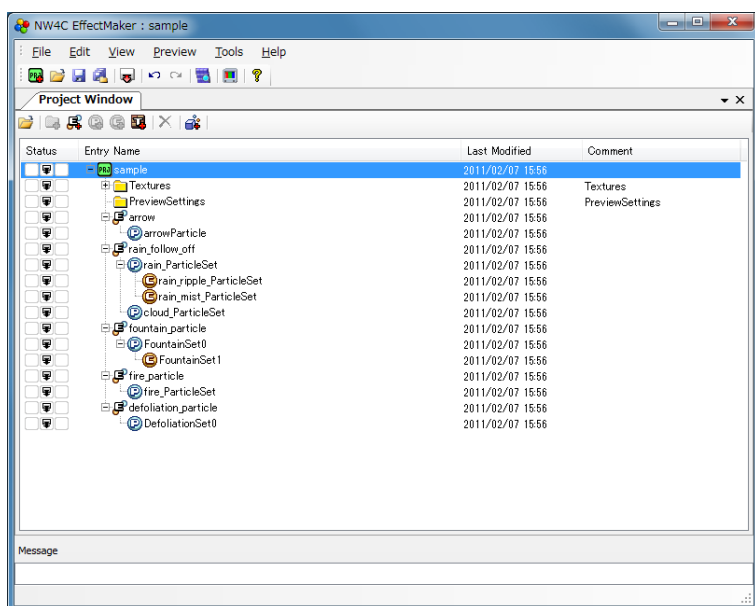 NW4C EffectMaker : sample
File Edit View Preview Tools Help
Project Window
Status Entry Name Last Modified Comment
sample 2011/02/07 15:56
Textures 2011/02/07 15:56 Textures
PreviewSettings 2011/02/07 15:56 PreviewSettings
arrow 2011/02/07 15:56
arrowParticle 2011/02/07 15:56
rain_follow_off 2011/02/07 15:56
rain_ParticleSet 2011/02/07 15:56
rain_ripple_ParticleSet 2011/02/07 15:56
rain_mist_ParticleSet 2011/02/07 15:56
cloud_ParticleSet 2011/02/07 15:56
fountain_particle 2011/02/07 15:56
FountainSet0 2011/02/07 15:56
FountainSet1 2011/02/07 15:56
fire_particle 2011/02/07 15:56
fire_ParticleSet 2011/02/07 15:56
defoliation_particle 2011/02/07 15:56
DefoliationSet0 2011/02/07 15:56
Message